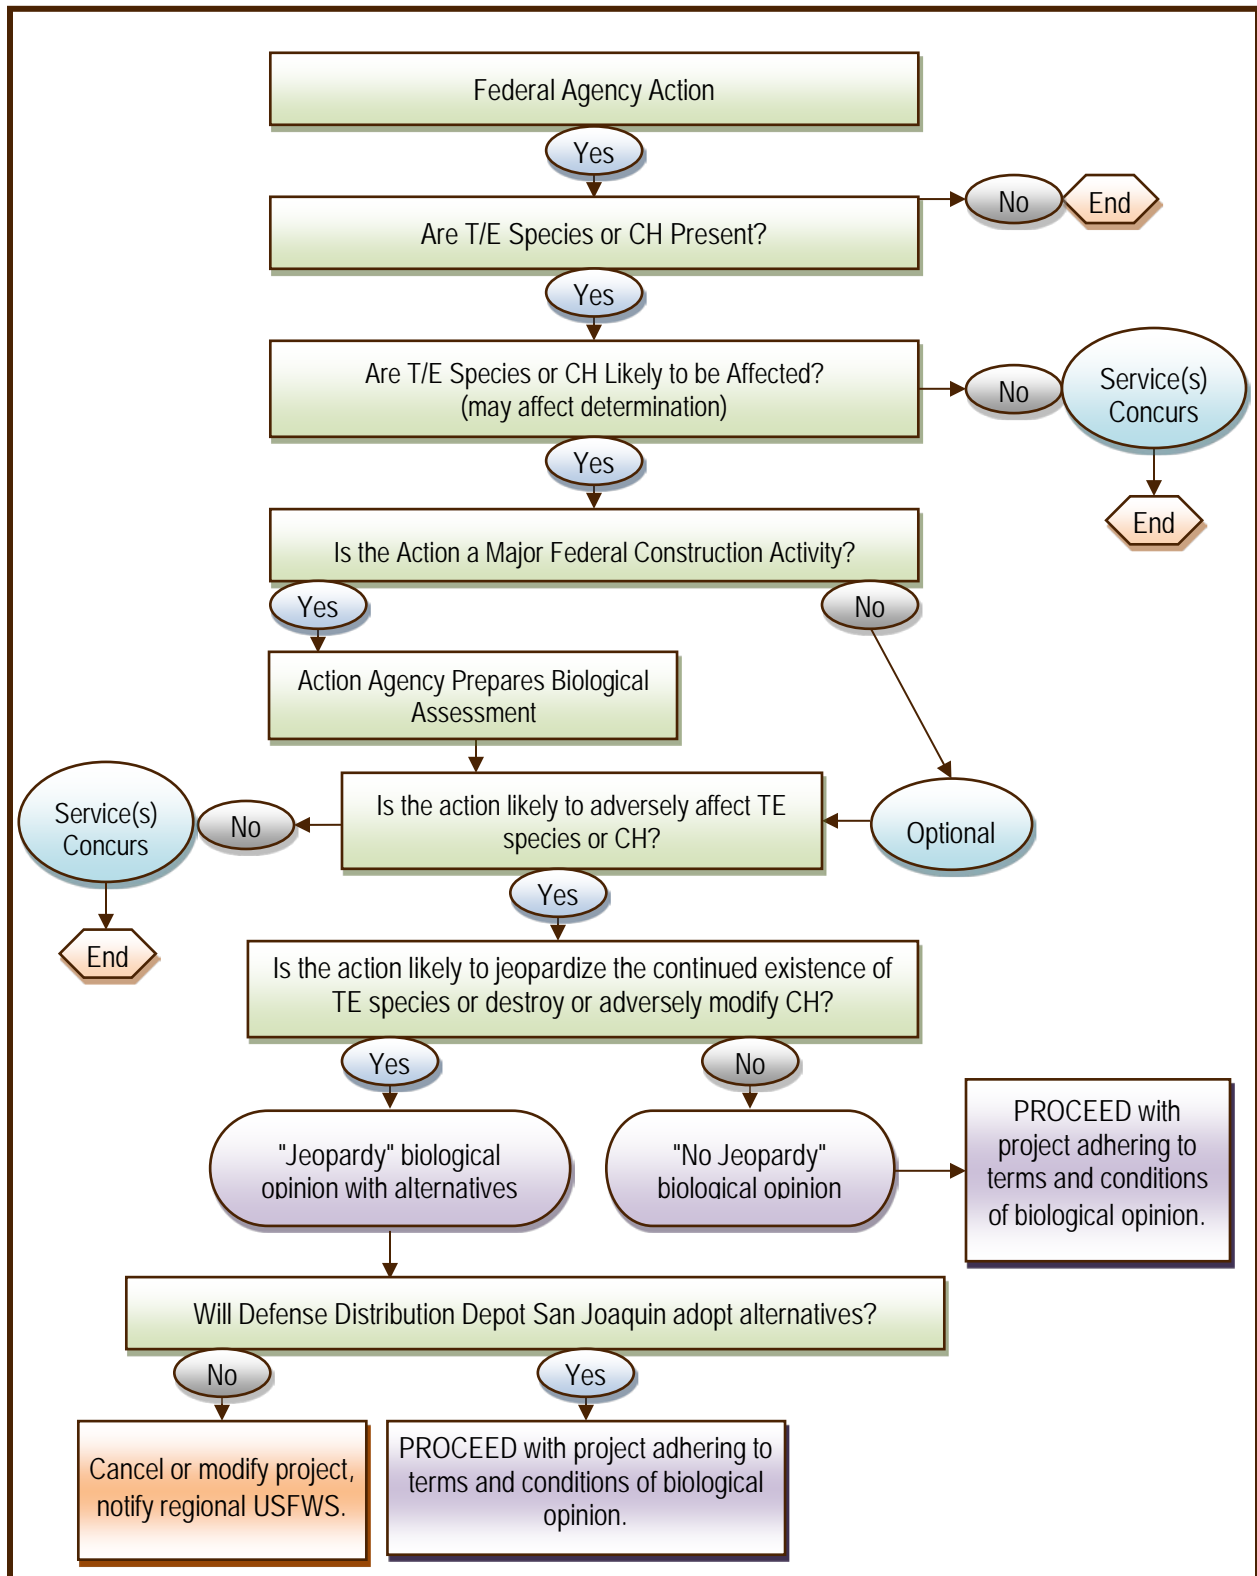 Federal Agency Action
Yes
Are T/E Species or CH Present?
No
End
Yes
Are T/E Species or CH Likely to be Affected?
(may affect determination)
No
Service(s)
Concurs
End
Yes
Is the Action a Major Federal Construction Activity?
Yes
No
Action Agency Prepares Biological
Assessment
Is the action likely to adversely affect TE
species or CH?
Optional
No
Service(s)
Concurs
End
Yes
Is the action likely to jeopardize the continued existence of
TE species or destroy or adversely modify CH?
Yes
No
"Jeopardy" biological
opinion with alternatives
"No Jeopardy"
biological opinion
PROCEED with
project adhering to
terms and conditions
of biological opinion.
Will Defense Distribution Depot San Joaquin adopt alternatives?
No
Yes
Cancel or modify project,
notify regional USFWS.
PROCEED with project adhering to
terms and conditions of biological
opinion.